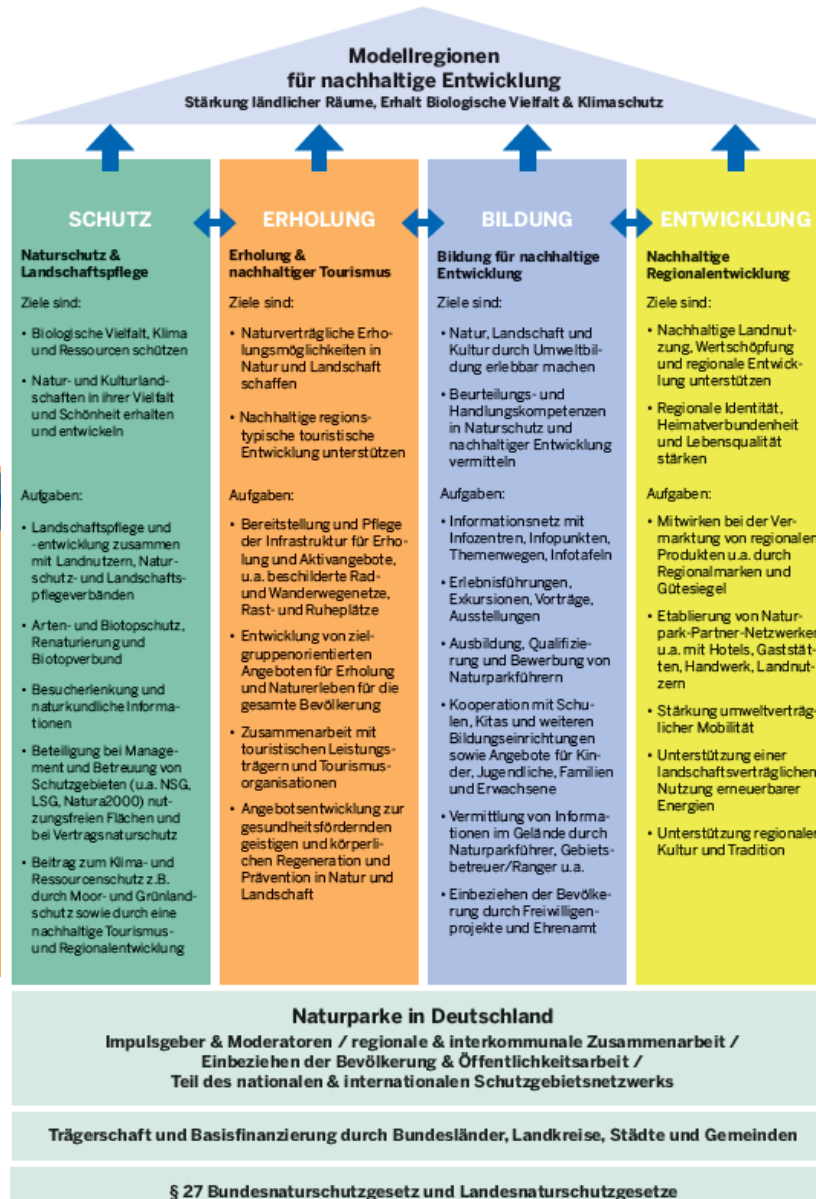 Modellregionen
für nachhaltige Entwicklung
Stärkung ländlicher Räume, Erhalt Biologische Vielfalt & Klimaschutz
SCHUTZ
Naturschutz &
Landschaftspflege
Ziele sind:
• Biologische Vielfalt, Klima
und Ressourcen schützen
• Natur- und Kulturland-
schaften in ihrer Vielfalt
und Schönheit erhalten
und entwickeln
Aufgaben:
• Landschaftspflege und
-entwicklung zusammen
mit Landnutzern, Natur-
schutz- und Landschafts-
pflegeverbänden
• Arten- und Biotopschutz,
Renaturierung und
Biotopverbund
• Besucherlenkung und
naturkundliche Informa-
tionen
• Beteiligung bei Manage-
ment und Betreuung von
Schutzgebieten (u.a. NSG,
LSG, Natura2000) nut-
zungsfreien Flächen und
bei Vertragsnaturschutz
• Beitrag zum Klima- und
Ressourcenschutz z.B.
durch Moor- und Grünland-
schutz sowie durch eine
nachhaltige Tourismus-
und Regionalentwicklung
ERHOLUNG
Erholung &
nachhaltiger Tourismus
Ziele sind:
• Naturverträgliche Erho-
lungsmöglichkeiten in
Natur und Landschaft
schaffen
• Nachhaltige regions-
typische touristische
Entwicklung unterstützen
Aufgaben:
• Bereitstellung und Pflege
der Infrastruktur für Erho-
lung und Aktivangebote,
u.a. beschilderte Rad-
und Wanderwegenetze,
Rast- und Ruheplätze
• Entwicklung von ziel-
gruppenorientierten
Angeboten für Erholung
und Naturerleben für die
gesamte Bevölkerung
• Zusammenarbeit mit
touristischen Leistungs-
trägern und Tourismus-
organisationen
• Angebotsentwicklung zur
gesundheitsfördernden
geistigen und körperli-
chen Regeneration und
Prävention in Natur und
Landschaft
BILDUNG
Bildung für nachhaltige
Entwicklung
Ziele sind:
• Natur, Landschaft und
Kultur durch Umweltbil-
dung erlebbar machen
• Beurteilungs- und
Handlungskompetenzen
in Naturschutz und
nachhaltiger Entwicklung
vermitteln
Aufgaben:
• Informationsnetz mit
Infozentren, Infopunkten,
Themenwegen, Infotafeln
• Erlebnisführungen,
Exkursionen, Vorträge,
Ausstellungen
• Ausbildung, Qualifizie-
rung und Bewerbung von
Naturparkführern
• Kooperation mit Schu-
len, Kitas und weiteren
Bildungseinrichtungen
sowie Angebote für Kin-
der, Jugendliche, Familien
und Erwachsene
• Vermittlung von Informa-
tionen im Gelände durch
Naturparkführer, Gebiets-
betreuer/Ranger u.a.
• Einbeziehen der Bevölke-
rung durch Freiwilligen-
projekte und Ehrenamt
ENTWICKLUNG
Nachhaltige
Regionalentwicklung
Ziele sind:
• Nachhaltige Landnut-
zung, Wertschöpfung
und regionale Entwick-
lung unterstützen
• Regionale Identität,
Heimatverbundenheit
und Lebensqualität
stärken
Aufgaben:
• Mitwirken bei der Ver-
marktung von regionalen
Produkten u.a. durch
Regionalmarken und
Gütesiegel
• Etablierung von Natur-
park-Partner-Netzwerken
u.a. mit Hotels, Gaststät-
ten, Handwerk, Landnut-
zern
• Stärkung umweltverträg-
licher Mobilität
• Unterstützung einer
landschaftsverträglichen
Nutzung erneuerbarer
Energien
• Unterstützung regionaler
Kultur und Tradition
Naturparke in Deutschland
Impulsgeber & Moderatoren / regionale & interkommunale Zusammenarbeit /
Einbeziehen der Bevölkerung & Öffentlichkeitsarbeit /
Teil des nationalen & internationalen Schutzgebietsnetzwerks
Trägerschaft und Basisfinanzierung durch Bundesländer, Landkreise, Städte und Gemeinden
§ 27 Bundesnaturschutzgesetz und Landesnaturschutzgesetze